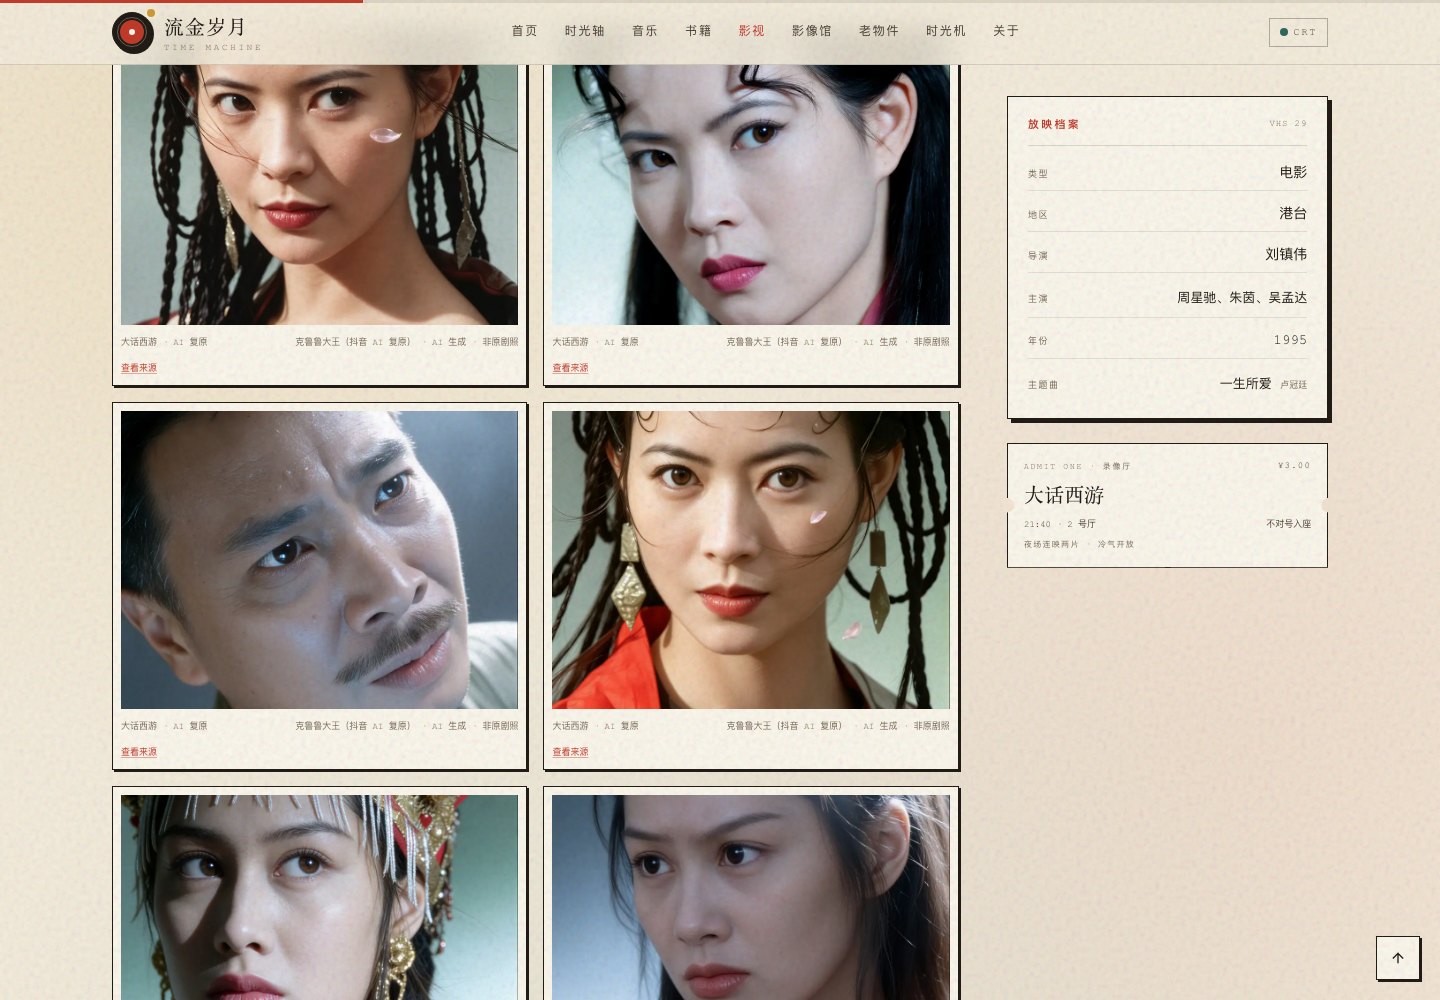 流金岁月
TIME MACHINE
首页 时光轴 音乐 书籍 影视 影像馆 老物件 时光机 关于
CRT
大话西游 · AI 复原 克鲁鲁大王（抖音 AI 复原） · AI 生成 · 非原剧照
查看来源
大话西游 · AI 复原 克鲁鲁大王（抖音 AI 复原） · AI 生成 · 非原剧照
查看来源
大话西游 · AI 复原 克鲁鲁大王（抖音 AI 复原） · AI 生成 · 非原剧照
查看来源
大话西游 · AI 复原 克鲁鲁大王（抖音 AI 复原） · AI 生成 · 非原剧照
查看来源
放映档案 VHS 29
类型 电影
地区 港台
导演 刘镇伟
主演 周星驰、朱茵、吴孟达
年份 1995
主题曲 一生所爱 卢冠廷
ADMIT ONE · 录像厅 ¥3.00
大话西游
21:40 · 2 号厅 不对号入座
夜场连映两片 · 冷气开放